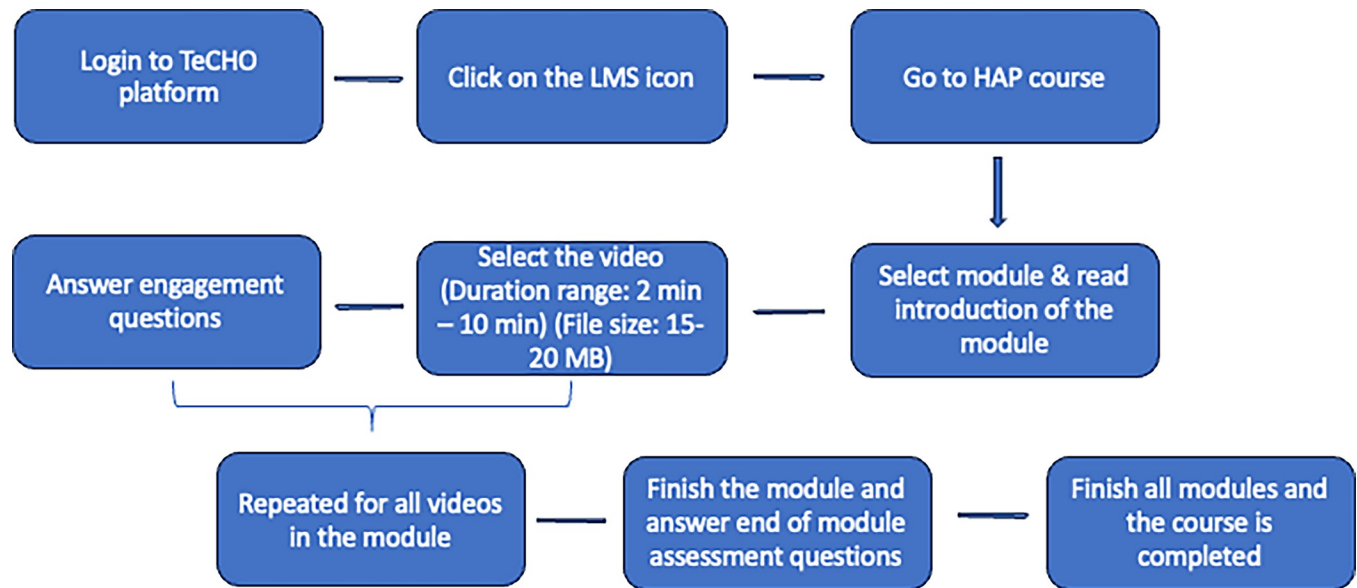 Login to TeCHO
platform
Click on the LMS icon
Go to HAP course
Select module & read
introduction of the
module
Select the video
(Duration range: 2 min
– 10 min) (File size: 15-
20 MB)
Answer engagement
questions
Repeated for all videos
in the module
Finish the module and
answer end of module
assessment questions
Finish all modules and
the course is
completed